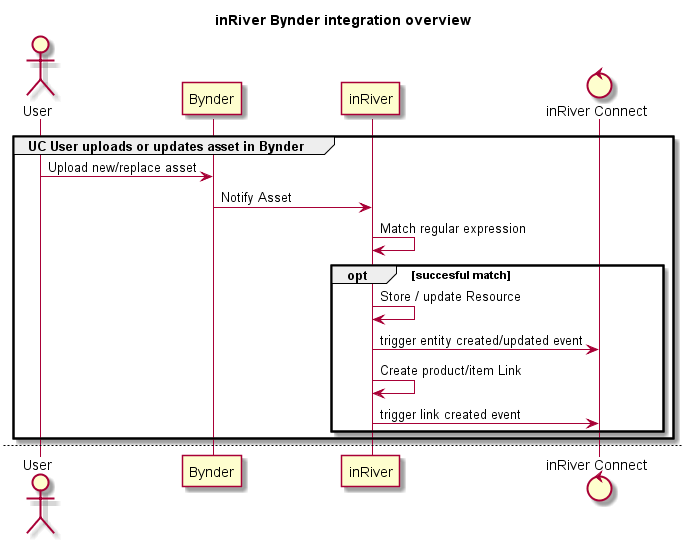 inRiver Bynder integration overview
User
Bynder
inRiver
inRiver Connect
UC User uploads or updates asset in Bynder
Upload new/replace asset
Notify Asset
Match regular expression
opt
[succesful match]
Store / update Resource
trigger entity created/updated event
Create product/item Link
trigger link created event
User
Bynder
inRiver
inRiver Connect